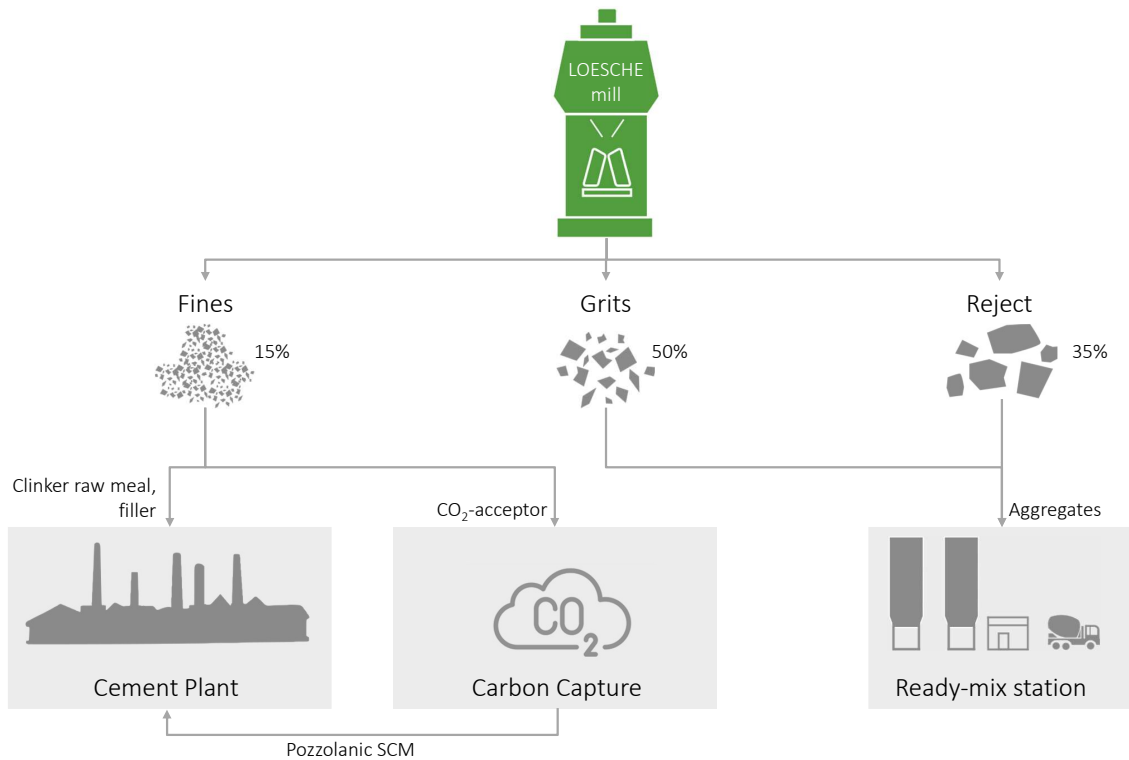 LOESCHE
mill
Fines
Grits
Reject
15%
50%
35%
Clinker raw meal,
filler
CO₂-acceptor
Aggregates
CO₂
Cement Plant
Carbon Capture
Ready-mix station
Pozzolanic SCM